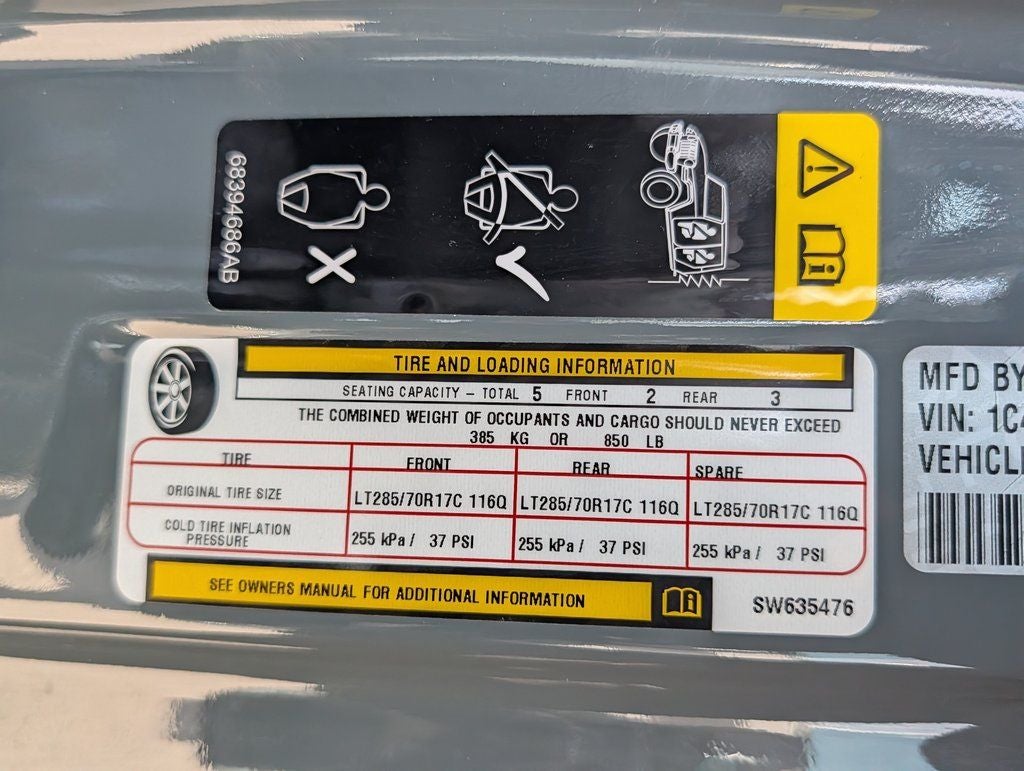 68394686AB
TIRE AND LOADING INFORMATION
SEATING CAPACITY – TOTAL 5 FRONT 2 REAR 3
THE COMBINED WEIGHT OF OCCUPANTS AND CARGO SHOULD NEVER EXCEED
385 KG OR 850 LB
TIRE FRONT REAR SPARE
ORIGINAL TIRE SIZE LT285/70R17C 116Q LT285/70R17C 116Q LT285/70R17C 116Q
COLD TIRE INFLATION
PRESSURE 255 kPa / 37 PSI 255 kPa / 37 PSI 255 kPa / 37 PSI
SEE OWNERS MANUAL FOR ADDITIONAL INFORMATION
SW635476
MFD BY
VIN: 1C4
VEHICL